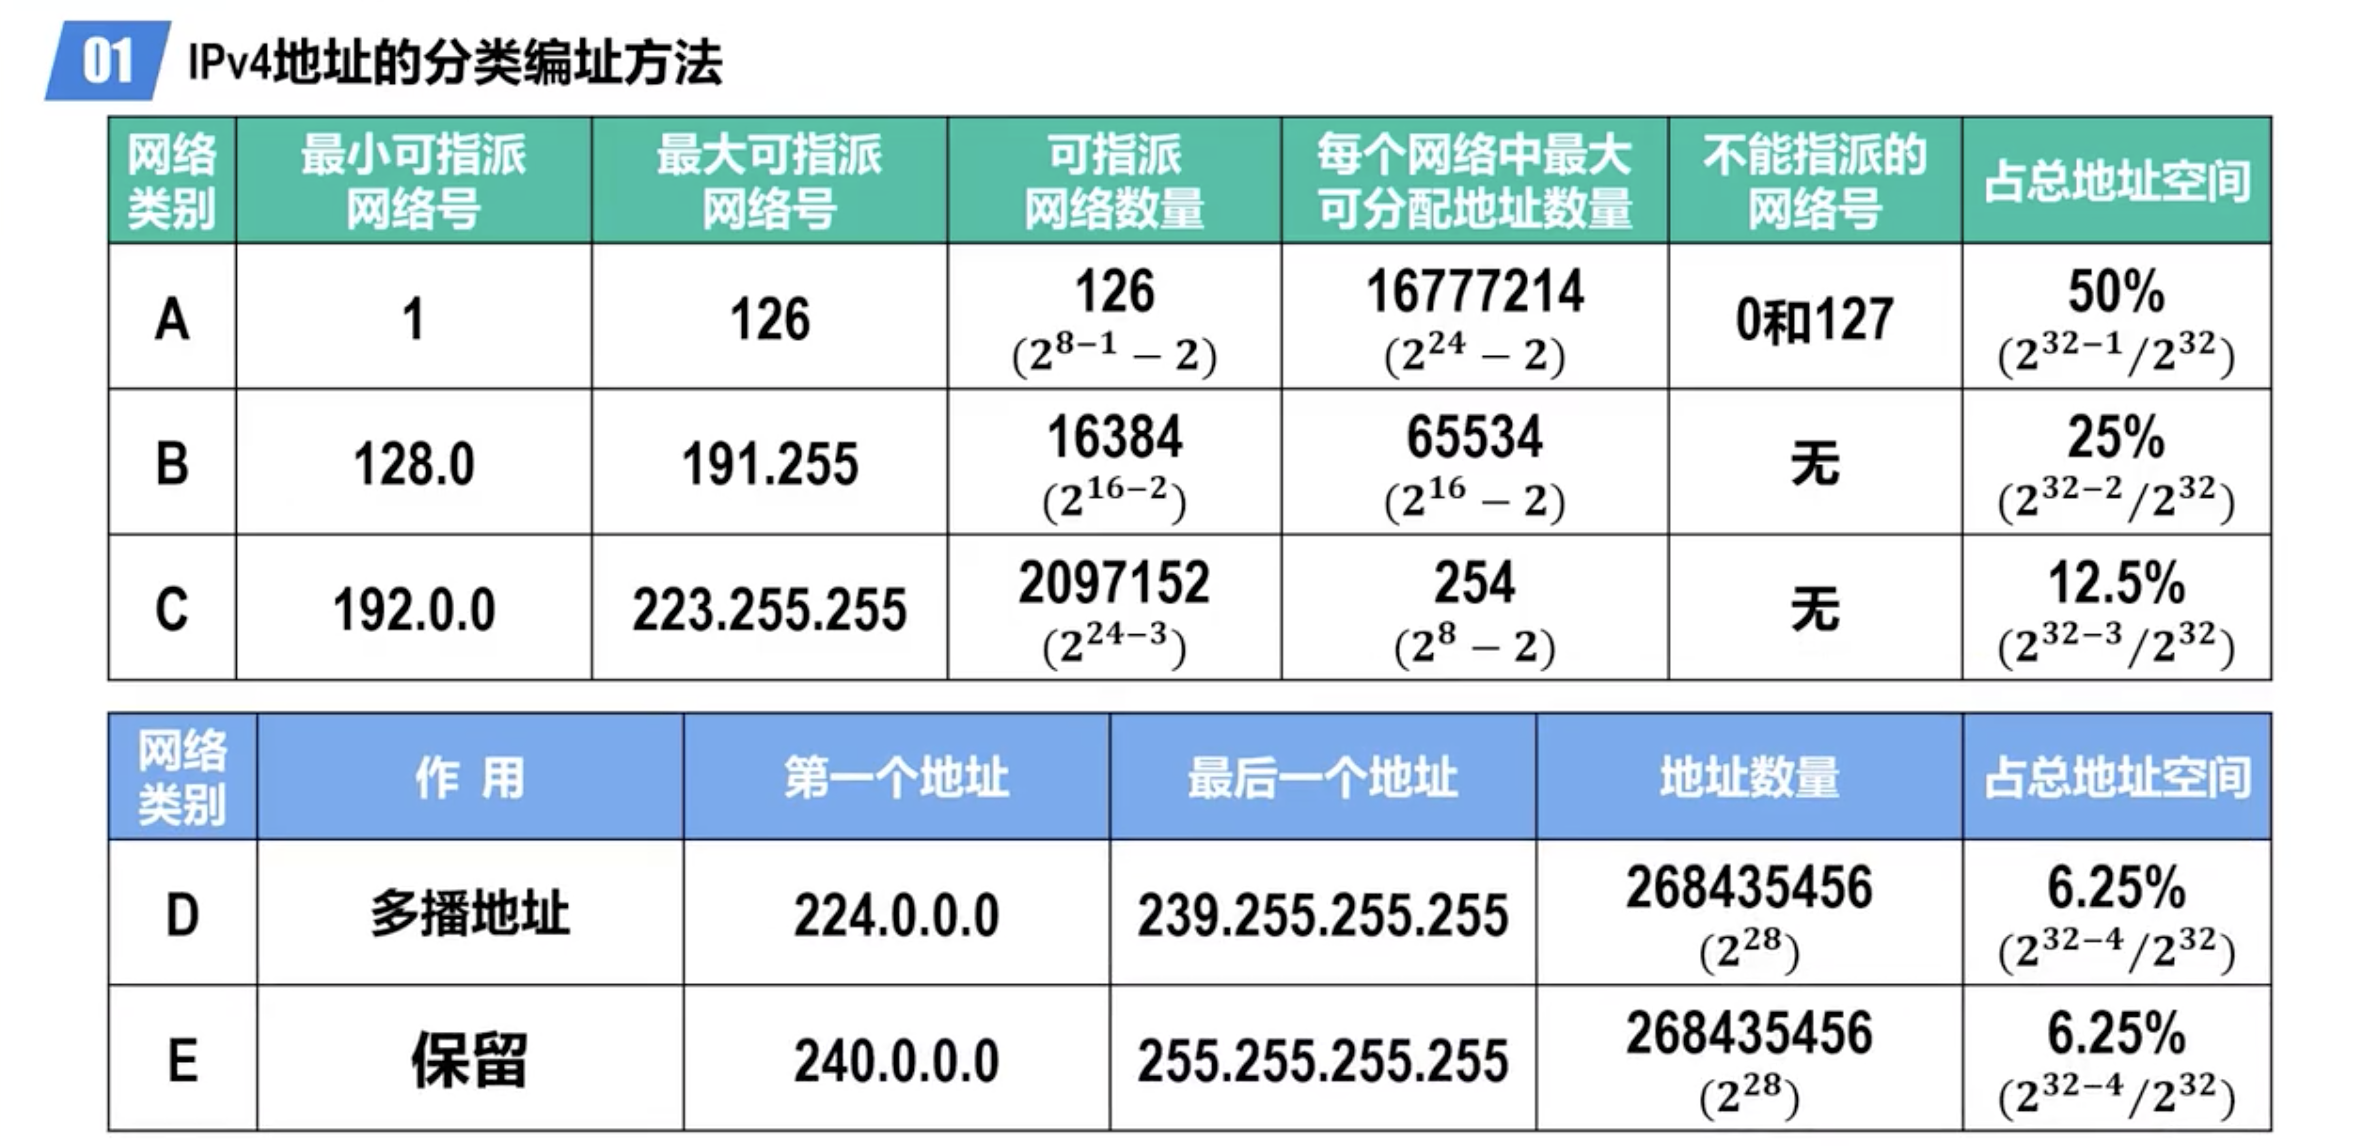 01 IPv4地址的分类编址方法
网络类别 最小可指派网络号 最大可指派网络号 可指派网络数量 每个网络中最大可分配地址数量 不能指派的网络号 占总地址空间
A 1 126 126 (2^{8−1} − 2) 16777214 (2^{24} − 2) 0和127 50% (2^{32−1}/2^{32})
B 128.0 191.255 16384 (2^{16−2}) 65534 (2^{16} − 2) 无 25% (2^{32−2}/2^{32})
C 192.0.0 223.255.255 2097152 (2^{24−3}) 254 (2^{8} − 2) 无 12.5% (2^{32−3}/2^{32})
网络类别 作 用 第一个地址 最后一个地址 地址数量 占总地址空间
D 多播地址 224.0.0.0 239.255.255.255 268435456 (2^{28}) 6.25% (2^{32−4}/2^{32})
E 保留 240.0.0.0 255.255.255.255 268435456 (2^{28}) 6.25% (2^{32−4}/2^{32})